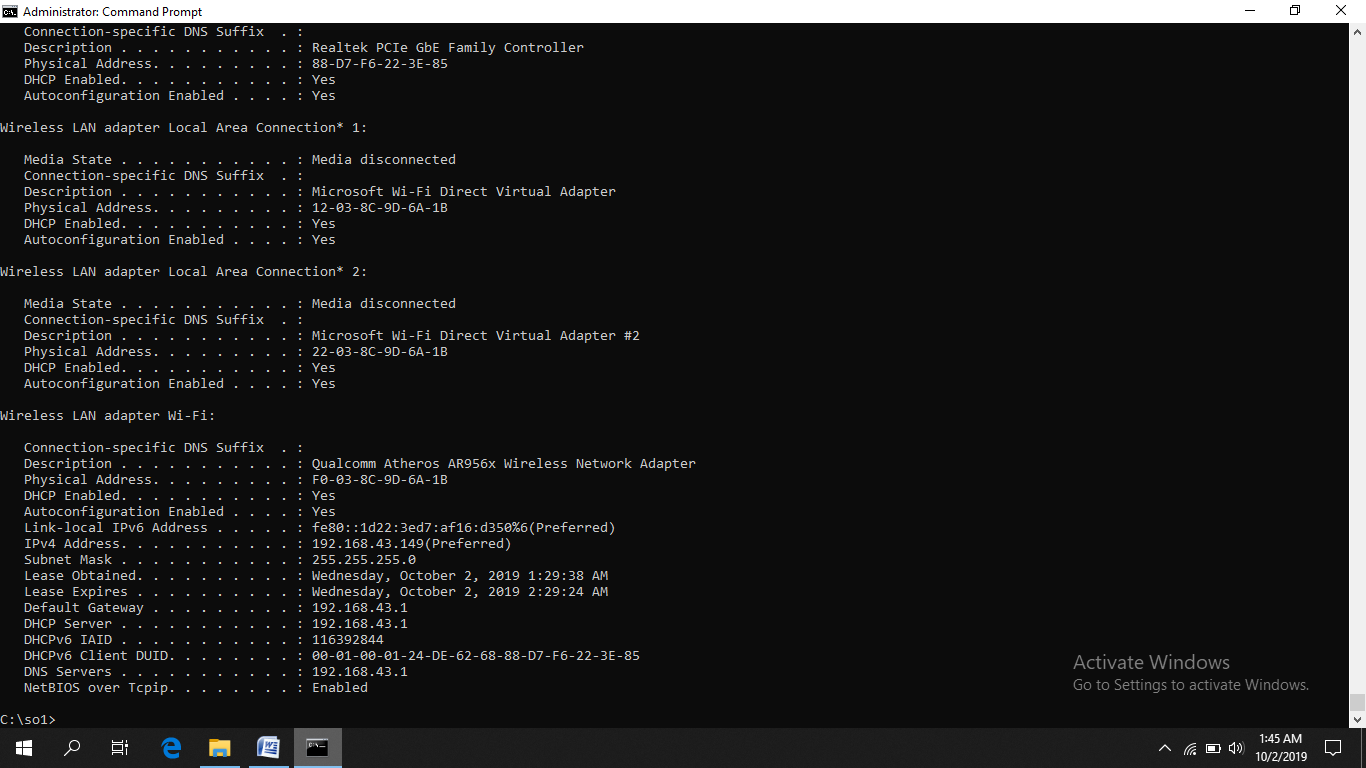 Administrator: Command Prompt
Connection-specific DNS Suffix . :
Description . . . . . . . . . . . : Realtek PCIe GbE Family Controller
Physical Address. . . . . . . . . : 88-D7-F6-22-3E-85
DHCP Enabled. . . . . . . . . . . : Yes
Autoconfiguration Enabled . . . . : Yes
Wireless LAN adapter Local Area Connection* 1:
Media State . . . . . . . . . . . : Media disconnected
Connection-specific DNS Suffix . :
Description . . . . . . . . . . . : Microsoft Wi-Fi Direct Virtual Adapter
Physical Address. . . . . . . . . : 12-03-8C-9D-6A-1B
DHCP Enabled. . . . . . . . . . . : Yes
Autoconfiguration Enabled . . . . : Yes
Wireless LAN adapter Local Area Connection* 2:
Media State . . . . . . . . . . . : Media disconnected
Connection-specific DNS Suffix . :
Description . . . . . . . . . . . : Microsoft Wi-Fi Direct Virtual Adapter #2
Physical Address. . . . . . . . . : 22-03-8C-9D-6A-1B
DHCP Enabled. . . . . . . . . . . : Yes
Autoconfiguration Enabled . . . . : Yes
Wireless LAN adapter Wi-Fi:
Connection-specific DNS Suffix . :
Description . . . . . . . . . . . : Qualcomm Atheros AR956x Wireless Network Adapter
Physical Address. . . . . . . . . : F0-03-8C-9D-6A-1B
DHCP Enabled. . . . . . . . . . . : Yes
Autoconfiguration Enabled . . . . : Yes
Link-local IPv6 Address . . . . . : fe80::1d22:3ed7:af16:d350%6(Preferred)
IPv4 Address. . . . . . . . . . . : 192.168.43.149(Preferred)
Subnet Mask . . . . . . . . . . . : 255.255.255.0
Lease Obtained. . . . . . . . . . : Wednesday, October 2, 2019 1:29:38 AM
Lease Expires . . . . . . . . . . : Wednesday, October 2, 2019 2:29:24 AM
Default Gateway . . . . . . . . . : 192.168.43.1
DHCP Server . . . . . . . . . . . : 192.168.43.1
DHCPv6 IAID . . . . . . . . . . . : 116392844
DHCPv6 Client DUID. . . . . . . . : 00-01-00-01-24-DE-62-68-88-D7-F6-22-3E-85
DNS Servers . . . . . . . . . . . : 192.168.43.1
NetBIOS over Tcpip. . . . . . . . : Enabled
C:\so1>
Activate Windows
Go to Settings to activate Windows.
1:45 AM
10/2/2019